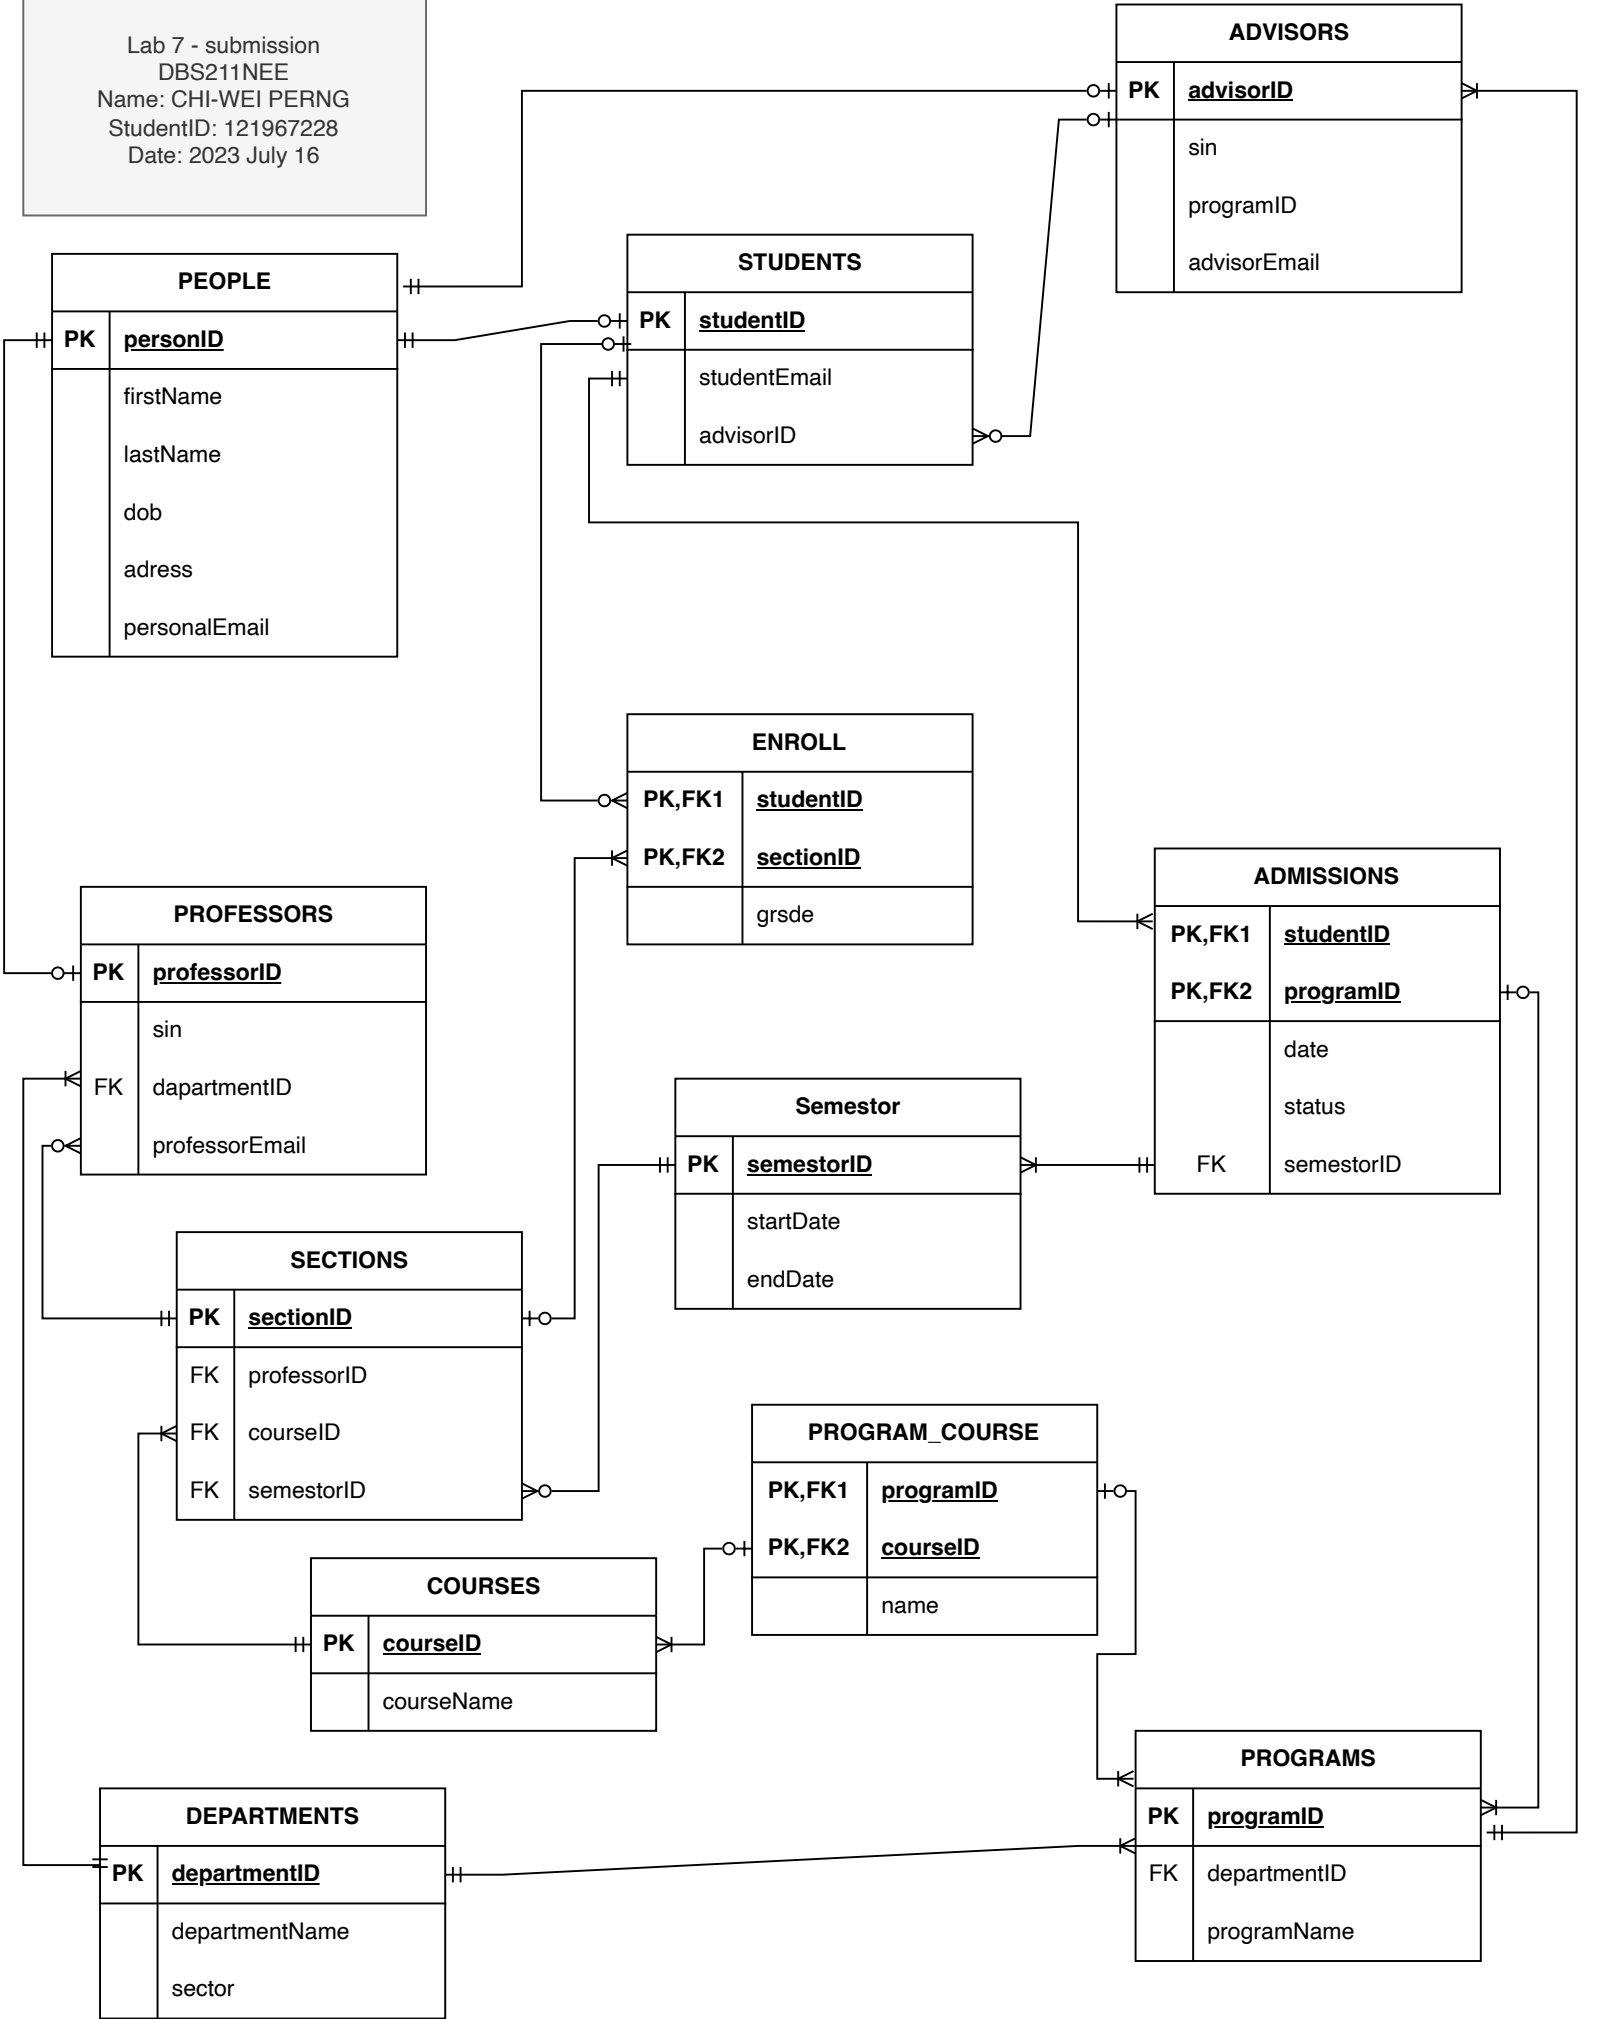 Lab 7 - submission
DBS211NEE
Name: CHI-WEI PERNG
StudentID: 121967228
Date: 2023 July 16
ADVISORS
PK advisorID
sin
programID
advisorEmail
PEOPLE
PK personID
firstName
lastName
dob
adress
personalEmail
STUDENTS
PK studentID
studentEmail
advisorID
ENROLL
PK,FK1 studentID
PK,FK2 sectionID
grsde
ADMISSIONS
PK,FK1 studentID
PK,FK2 programID
date
status
FK semestorID
PROFESSORS
PK professorID
sin
FK dapartmentID
professorEmail
Semestor
PK semestorID
startDate
endDate
SECTIONS
PK sectionID
FK professorID
FK courseID
FK semestorID
PROGRAM_COURSE
PK,FK1 programID
PK,FK2 courseID
name
COURSES
PK courseID
courseName
PROGRAMS
PK programID
FK departmentID
programName
DEPARTMENTS
PK departmentID
departmentName
sector